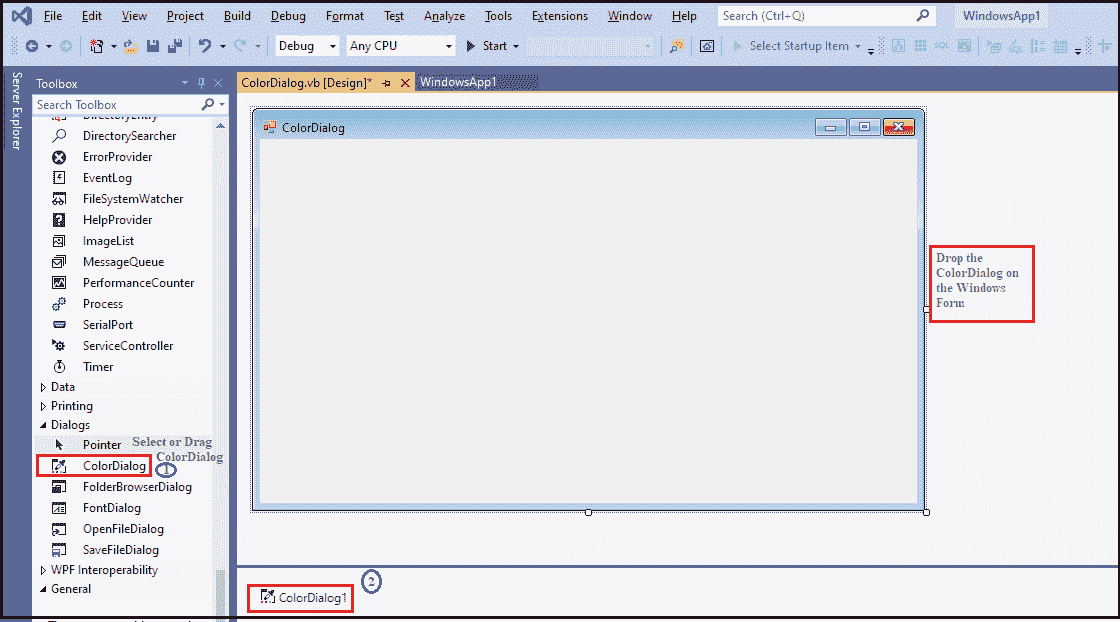 File Edit View Project Build Debug Format Test Analyze Tools Extensions Window Help Search (Ctrl+Q) WindowsApp1
Debug Any CPU Start Select Startup Item
Server Explorer
Toolbox
Search Toolbox
ColorDialog.vb [Design]* WindowsApp1
DirectoryEntry
DirectorySearcher
ErrorProvider
EventLog
FileSystemWatcher
HelpProvider
ImageList
MessageQueue
PerformanceCounter
Process
SerialPort
ServiceController
Timer
Data
Printing
Dialogs
Pointer
Select or Drag
ColorDialog
ColorDialog
1
FolderBrowserDialog
FontDialog
OpenFileDialog
SaveFileDialog
WPF Interoperability
General
ColorDialog
Drop the
ColorDialog on
the Windows
Form
2
ColorDialog1